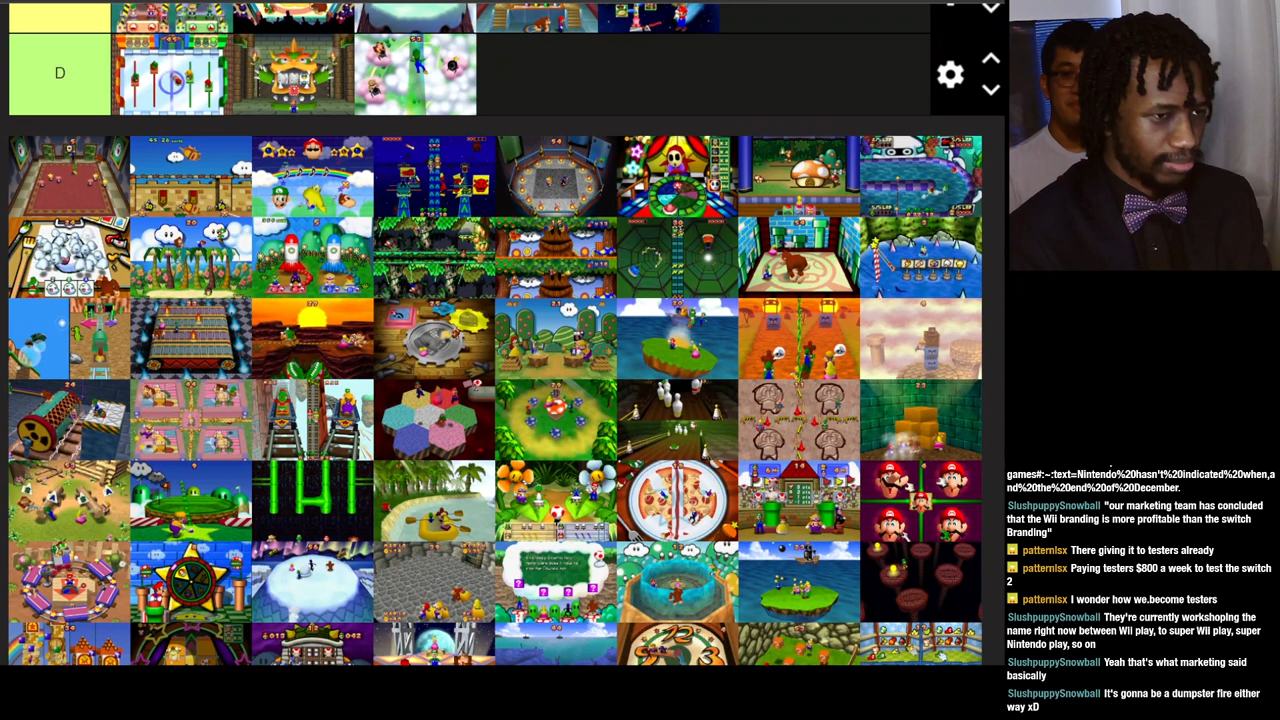 D
games#:~:text=Nintendo%20hasn't%20indicated%20when,a
nd%20the%20end%20of%20December.
SlushpuppySnowball "our marketing team has concluded
that the Wii branding is more profitable than the switch
Branding"
patternlsx There giving it to testers already
patternlsx Paying testers $800 a week to test the switch
2
patternlsx I wonder how we.become testers
SlushpuppySnowball They're currently workshoping the
name right now between Wii play, to super Wii play, super
Nintendo play, so on
SlushpuppySnowball Yeah that's what marketing said
basically
SlushpuppySnowball It's gonna be a dumpster fire either
way xD